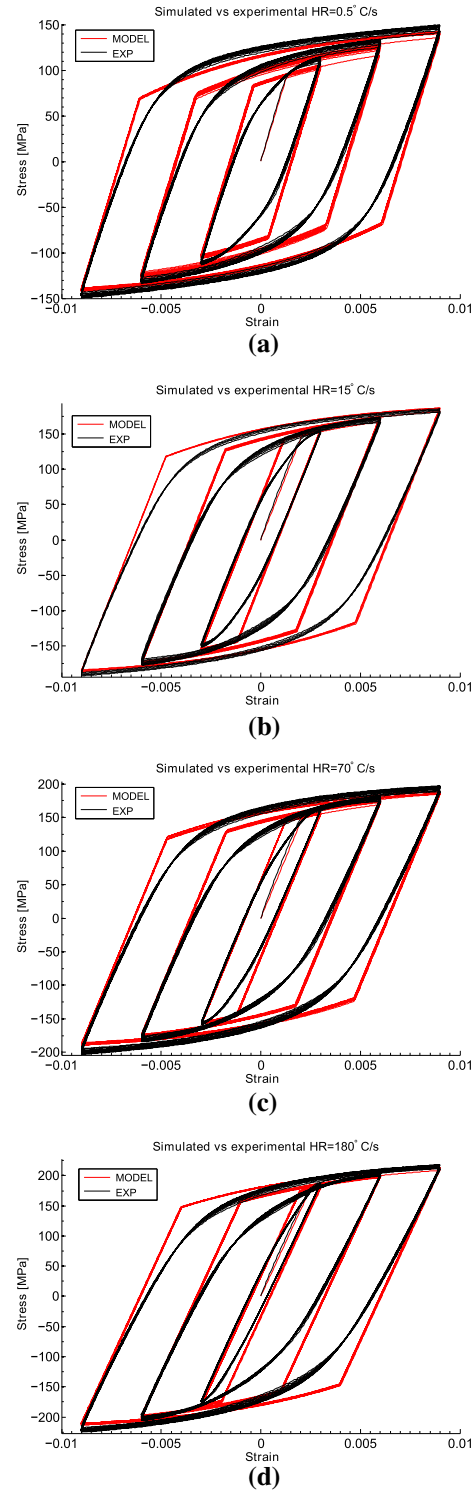 Simulated vs experimental HR=0.5° C/s
MODEL
EXP
150
100
50
0
−50
−100
−150
Stress [MPa]
−0.01 −0.005 0 0.005 0.01
Strain
(a)
Simulated vs experimental HR=15° C/s
MODEL
EXP
150
100
50
0
−50
−100
−150
Stress [MPa]
−0.01 −0.005 0 0.005 0.01
Strain
(b)
Simulated vs experimental HR=70° C/s
MODEL
EXP
200
150
100
50
0
−50
−100
−150
−200
Stress [MPa]
−0.01 −0.005 0 0.005 0.01
Strain
(c)
Simulated vs experimental HR=180° C/s
MODEL
EXP
200
150
100
50
0
−50
−100
−150
−200
Stress [MPa]
−0.01 −0.005 0 0.005 0.01
Strain
(d)